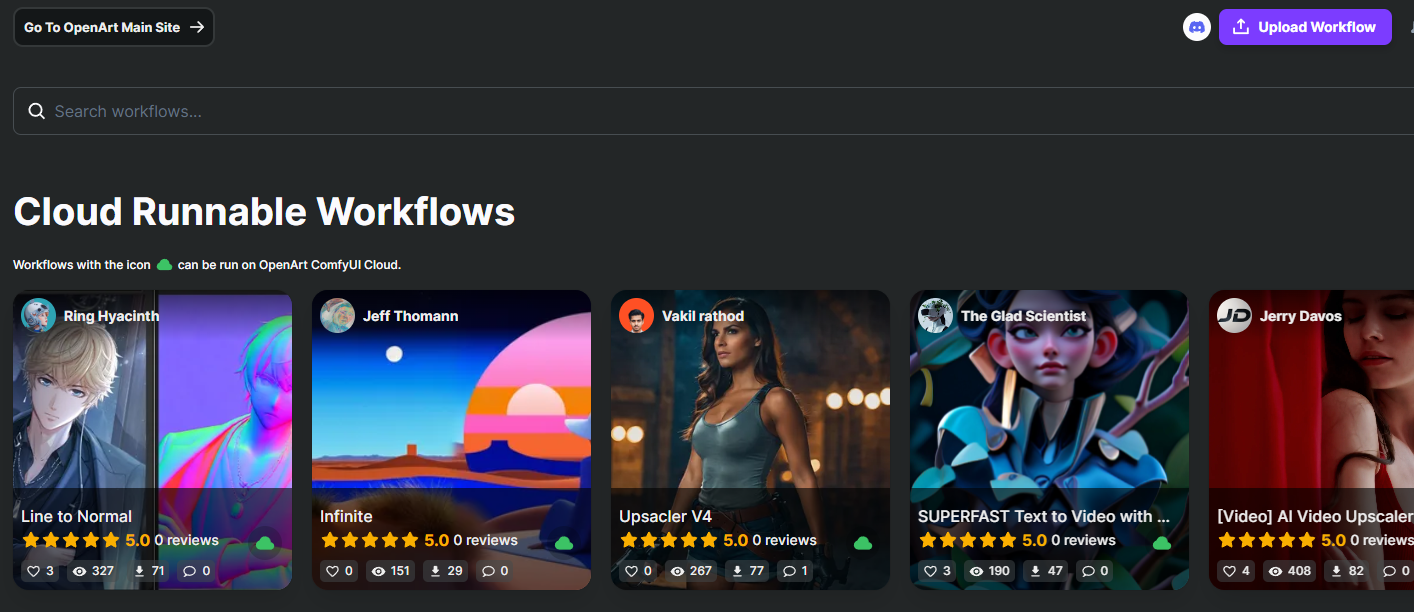 Go To OpenArt Main Site
Upload Workflow
Search workflows...
Cloud Runnable Workflows
Workflows with the icon can be run on OpenArt ComfyUI Cloud.
Ring Hyacinth
Line to Normal
5.0 0 reviews
3 327 71 0
Jeff Thomann
Infinite
5.0 0 reviews
0 151 29 0
Vakil rathod
Upsacler V4
5.0 0 reviews
0 267 77 1
The Glad Scientist
SUPERFAST Text to Video with ...
5.0 0 reviews
3 190 47 0
JD
Jerry Davos
[Video] AI Video Upscaler
5.0 0 reviews
4 408 82 0